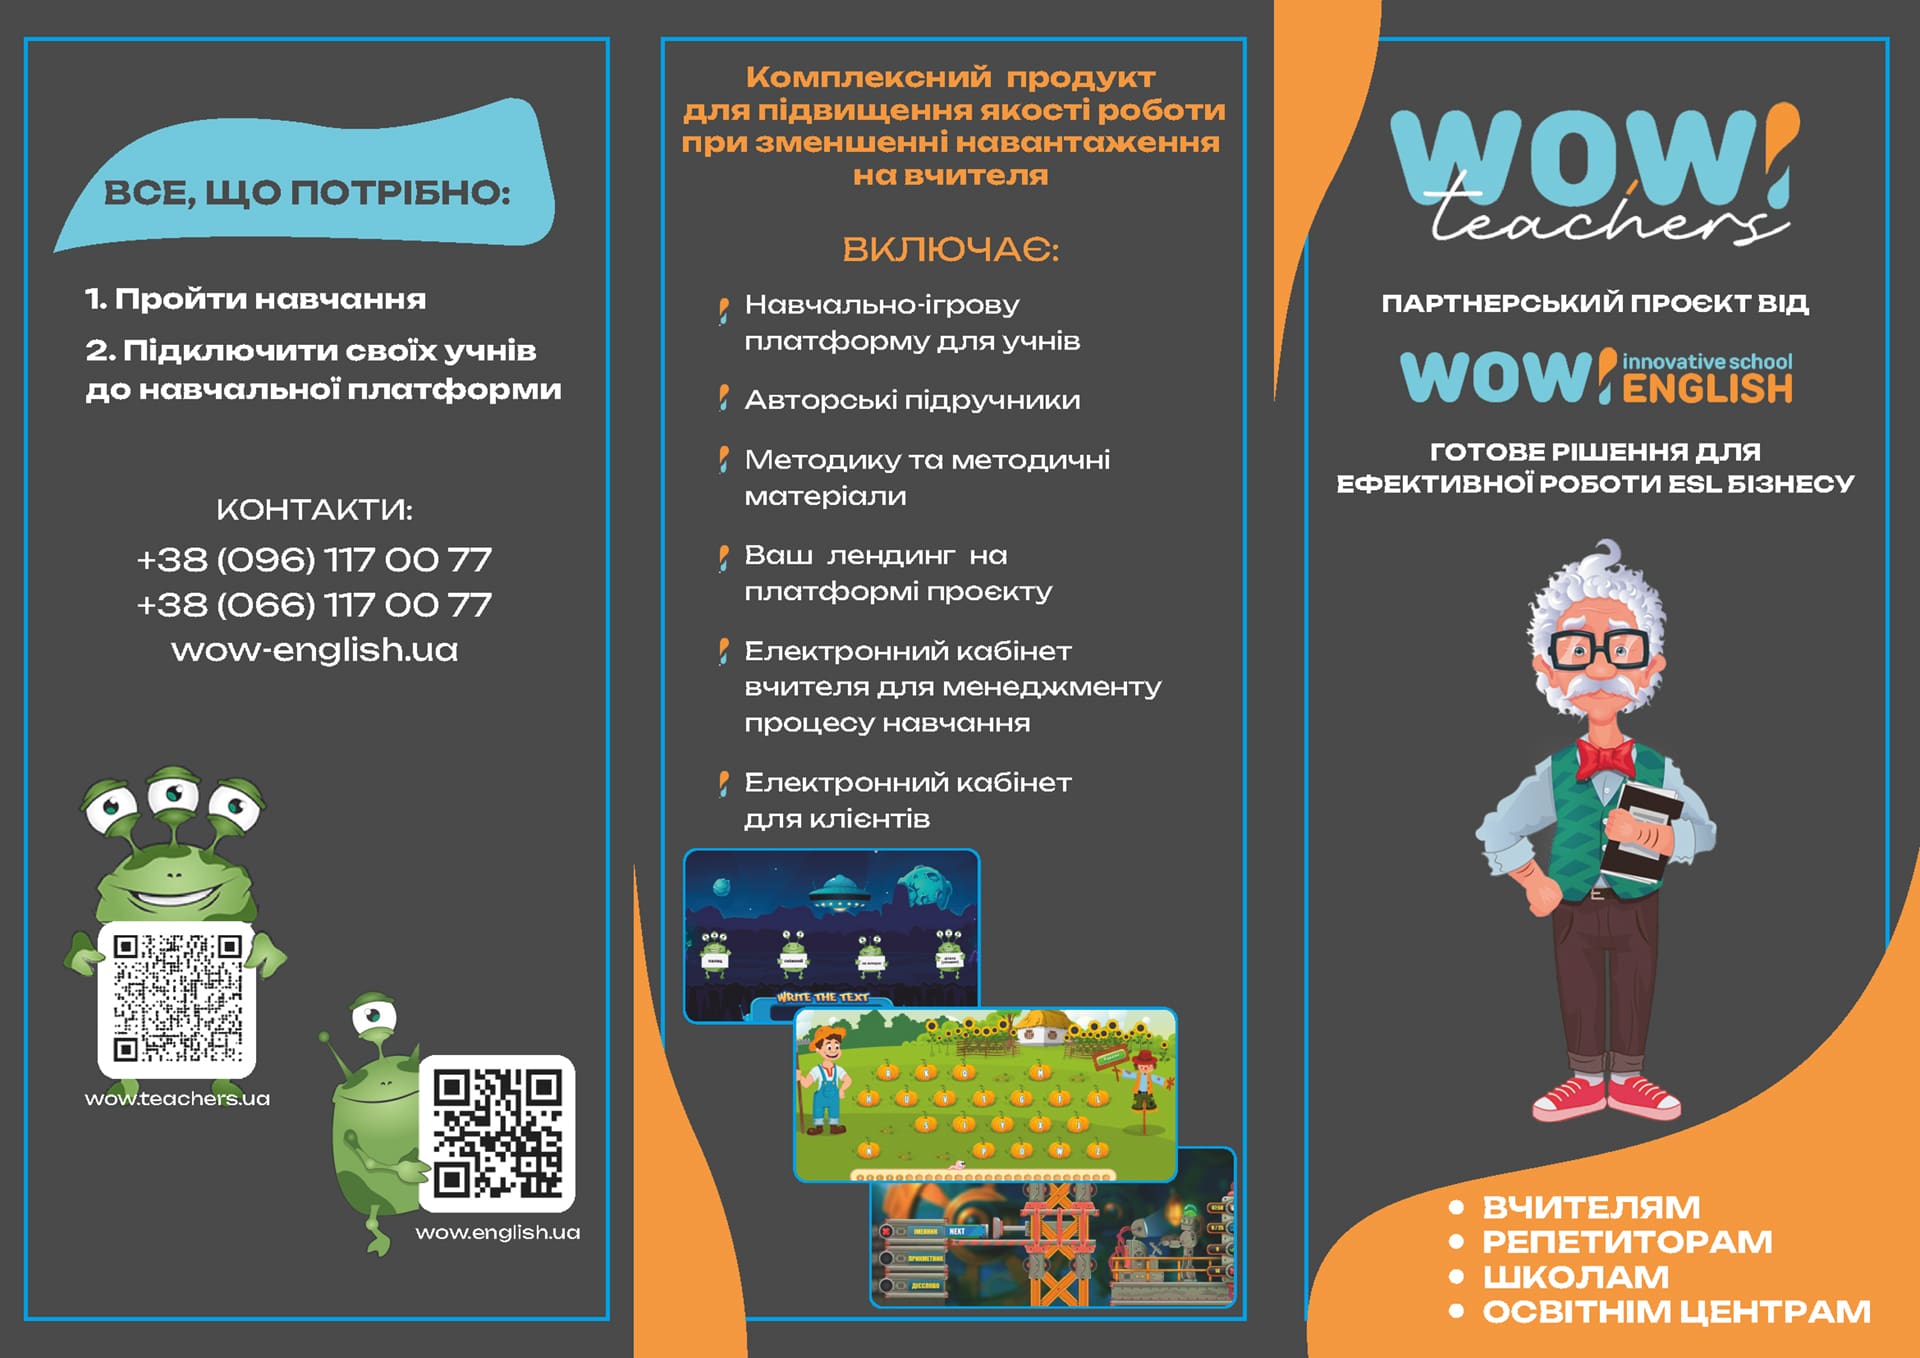 ВСЕ, ЩО ПОТРІБНО:
1. Пройти навчання
2. Підключити своїх учнів
до навчальної платформи
КОНТАКТИ:
+38 (096) 117 00 77
+38 (066) 117 00 77
wow-english.ua
wow.teachers.ua
wow.english.ua
Комплексний продукт
для підвищення якості роботи
при зменшенні навантаження
на вчителя
ВКЛЮЧАЄ:
Навчально-ігрову
платформу для учнів
Авторські підручники
Методику та методичні
матеріали
Ваш лендинг на
платформі проєкту
Електронний кабінет
вчителя для менеджменту
процесу навчання
Електронний кабінет
для клієнтів
WRITE THE TEXT
ІМЕННИК NEXT
ПРИКМЕТНИК
ДІЄСЛОВО
WOW!
teachers
ПАРТНЕРСЬКИЙ ПРОЄКТ ВІД
WOW! innovative school
ENGLISH
ГОТОВЕ РІШЕННЯ ДЛЯ
ЕФЕКТИВНОЇ РОБОТИ ESL БІЗНЕСУ
• ВЧИТЕЛЯМ
• РЕПЕТИТОРАМ
• ШКОЛАМ
• ОСВІТНІМ ЦЕНТРАМ